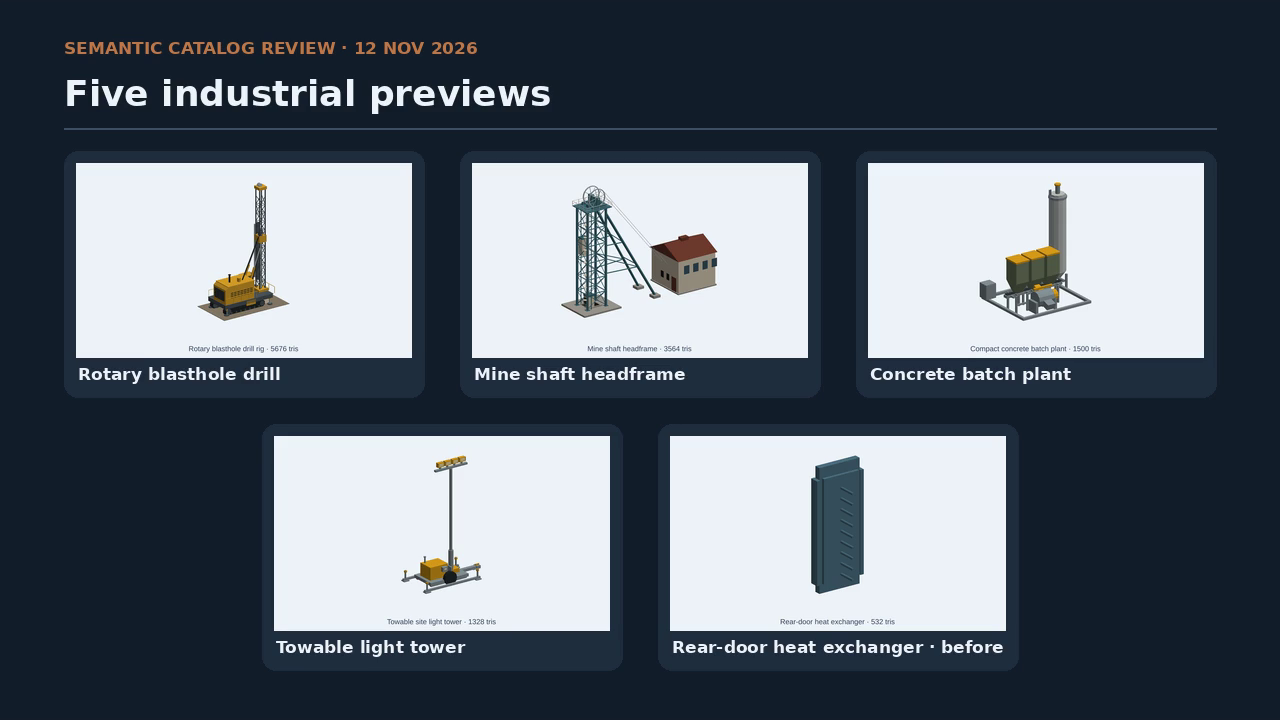 SEMANTIC CATALOG REVIEW · 12 NOV 2026
Five industrial previews
Rotary blasthole drill rig · 5676 tris
Rotary blasthole drill
Mine shaft headframe · 3564 tris
Mine shaft headframe
Compact concrete batch plant · 1500 tris
Concrete batch plant
Towable site light tower · 1328 tris
Towable light tower
Rear-door heat exchanger · 532 tris
Rear-door heat exchanger · before